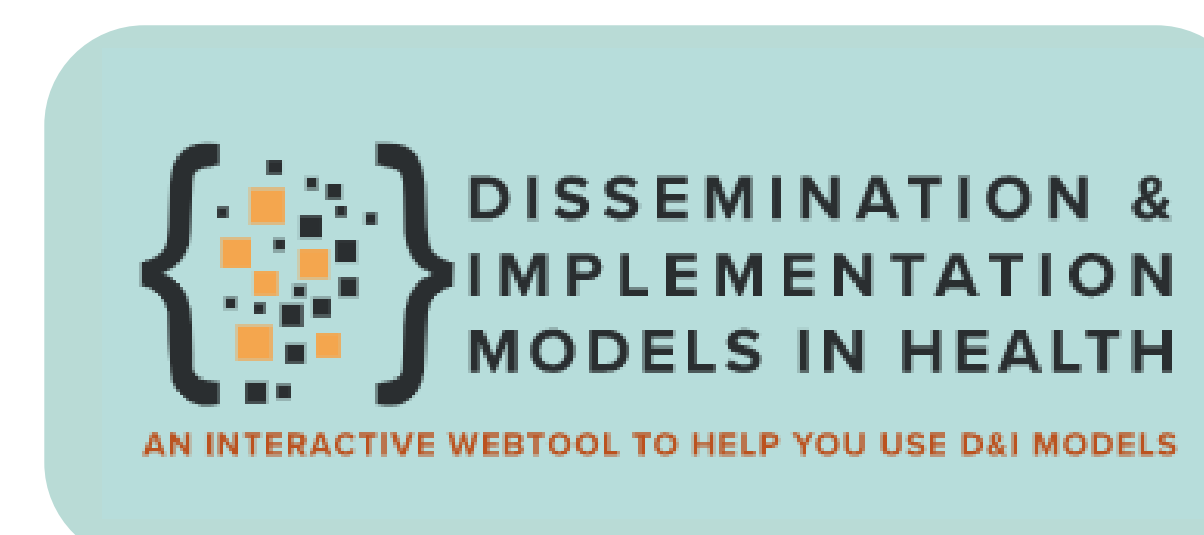 DISSEMINATION &
IMPLEMENTATION
MODELS IN HEALTH
AN INTERACTIVE WEBTOOL TO HELP YOU USE D&I MODELS